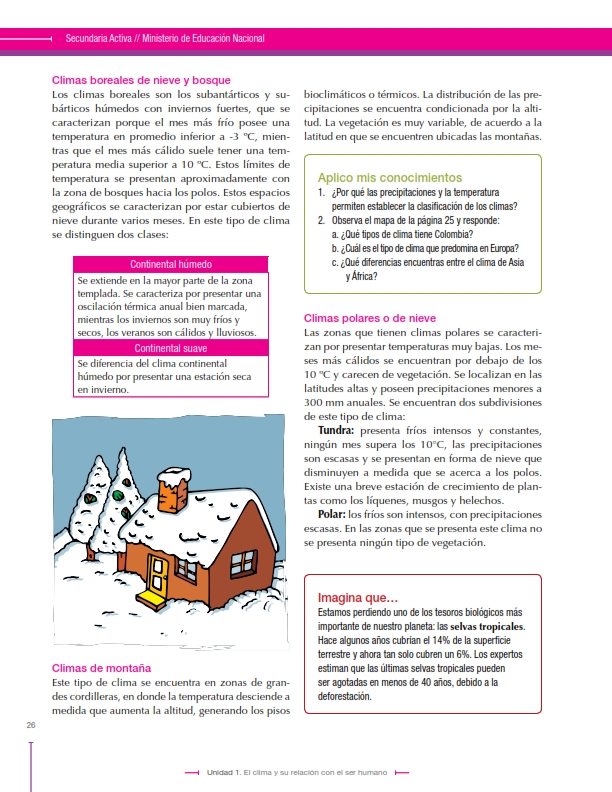 Secundaria Activa // Ministerio de Educación Nacional
Climas boreales de nieve y bosque
Los climas boreales son los subantárticos y su-
bárticos húmedos con inviernos fuertes, que se
caracterizan porque el mes más frío posee una
temperatura en promedio inferior a -3 ºC, mien-
tras que el mes más cálido suele tener una tem-
peratura media superior a 10 ºC. Estos límites de
temperatura se presentan aproximadamente con
la zona de bosques hacia los polos. Estos espacios
geográficos se caracterizan por estar cubiertos de
nieve durante varios meses. En este tipo de clima
se distinguen dos clases:
Continental húmedo
Se extiende en la mayor parte de la zona
templada. Se caracteriza por presentar una
oscilación térmica anual bien marcada,
mientras los inviernos son muy fríos y
secos, los veranos son cálidos y lluviosos.
Continental suave
Se diferencia del clima continental
húmedo por presentar una estación seca
en invierno.
Climas de montaña
Este tipo de clima se encuentra en zonas de gran-
des cordilleras, en donde la temperatura desciende a
medida que aumenta la altitud, generando los pisos
bioclimáticos o térmicos. La distribución de las pre-
cipitaciones se encuentra condicionada por la alti-
tud. La vegetación es muy variable, de acuerdo a la
latitud en que se encuentren ubicadas las montañas.
Aplico mis conocimientos
1. ¿Por qué las precipitaciones y la temperatura
permiten establecer la clasificación de los climas?
2. Observa el mapa de la página 25 y responde:
a. ¿Qué tipos de clima tiene Colombia?
b. ¿Cuál es el tipo de clima que predomina en Europa?
c. ¿Qué diferencias encuentras entre el clima de Asia
y África?
Climas polares o de nieve
Las zonas que tienen climas polares se caracteri-
zan por presentar temperaturas muy bajas. Los me-
ses más cálidos se encuentran por debajo de los
10 ºC y carecen de vegetación. Se localizan en las
latitudes altas y poseen precipitaciones menores a
300 mm anuales. Se encuentran dos subdivisiones
de este tipo de clima:
Tundra: presenta fríos intensos y constantes,
ningún mes supera los 10°C, las precipitaciones
son escasas y se presentan en forma de nieve que
disminuyen a medida que se acerca a los polos.
Existe una breve estación de crecimiento de plan-
tas como los líquenes, musgos y helechos.
Polar: los fríos son intensos, con precipitaciones
escasas. En las zonas que se presenta este clima no
se presenta ningún tipo de vegetación.
Imagina que…
Estamos perdiendo uno de los tesoros biológicos más
importante de nuestro planeta: las selvas tropicales.
Hace algunos años cubrían el 14% de la superficie
terrestre y ahora tan solo cubren un 6%. Los expertos
estiman que las últimas selvas tropicales pueden
ser agotadas en menos de 40 años, debido a la
deforestación.
26
Unidad 1. El clima y su relación con el ser humano